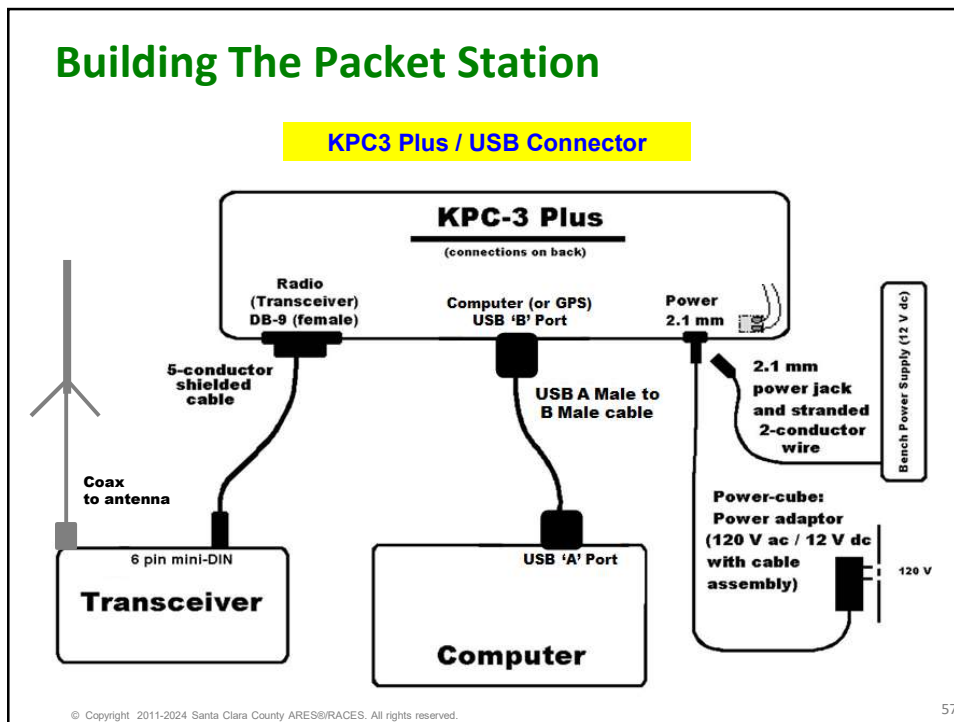 Building The Packet Station
KPC3 Plus / USB Connector
KPC-3 Plus
(connections on back)
Radio
(Transceiver)
DB-9 (female)
Computer (or GPS)
USB ‘B’ Port
Power
2.1 mm
5-conductor
shielded
cable
USB A Male to
B Male cable
2.1 mm
power jack
and stranded
2-conductor
wire
Bench Power Supply (12 V dc)
Coax
to antenna
Power-cube:
Power adaptor
(120 V ac / 12 V dc
with cable
assembly)
120 V
6 pin mini-DIN
Transceiver
USB ‘A’ Port
Computer
© Copyright 2011-2024 Santa Clara County ARES®/RACES. All rights reserved.
57